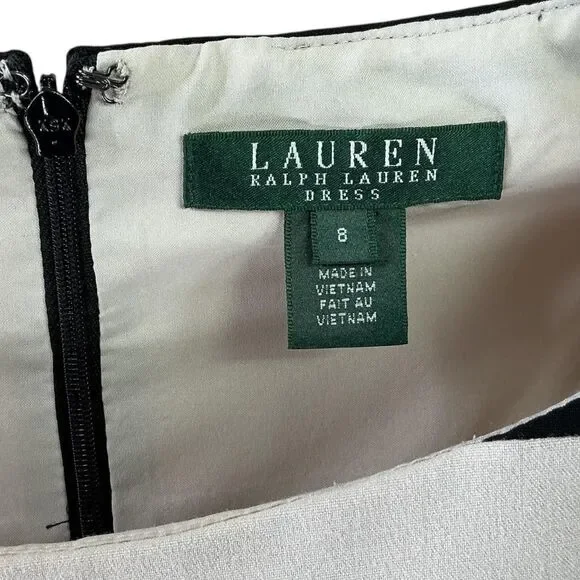 LAUREN
RALPH LAUREN
DRESS
8
MADE IN
VIETNAM
FAIT AU
VIETNAM